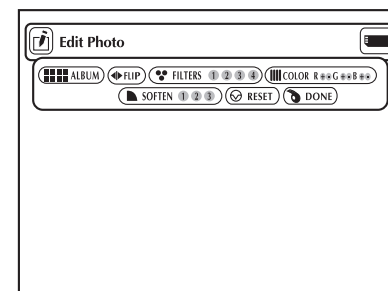 Edit Photo
ALBUM FLIP FILTERS 1 2 3 4 COLOR R G B
SOFTEN 1 2 3 RESET DONE